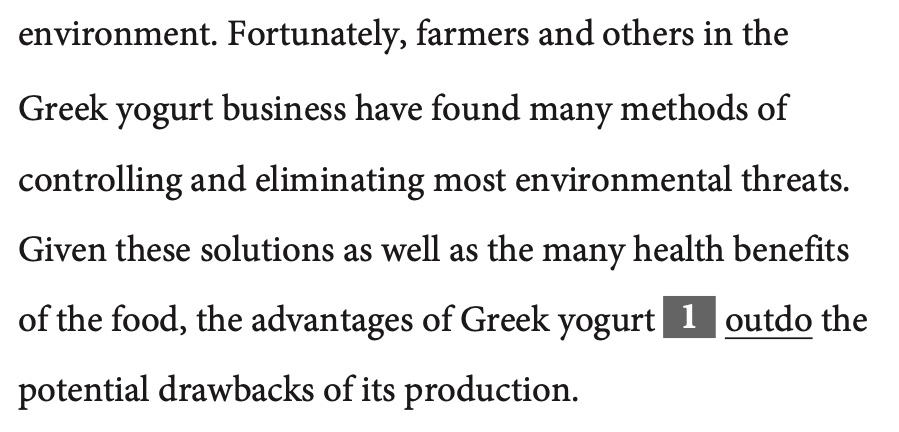 environment. Fortunately, farmers and others in the
Greek yogurt business have found many methods of
controlling and eliminating most environmental threats.
Given these solutions as well as the many health benefits
of the food, the advantages of Greek yogurt 1 outdo the
potential drawbacks of its production.